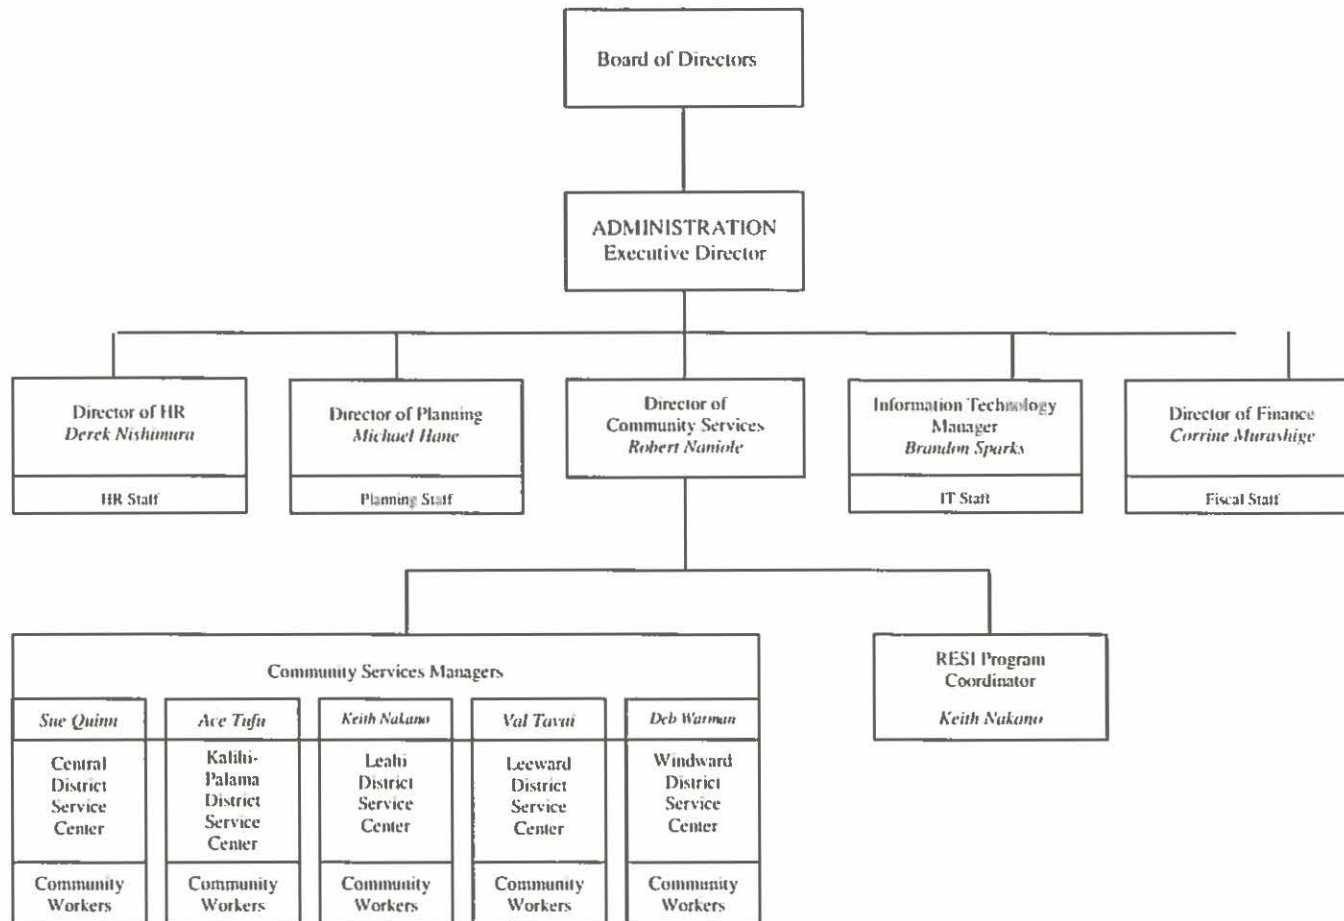 Board of Directors
ADMINISTRATION
Executive Director
Director of HR
Derek Nishimura
HR Staff
Director of Planning
Michael Hane
Planning Staff
Director of
Community Services
Robert Naniole
Information Technology
Manager
Brandon Sparks
IT Staff
Director of Finance
Corrine Murashige
Fiscal Staff
Community Services Managers
Sue Quinn
Central
District
Service
Center
Community
Workers
Ace Tufu
Kalihi-
Palama
District
Service
Center
Community
Workers
Keith Nakano
Leahi
District
Service
Center
Community
Workers
Val Tavai
Leeward
District
Service
Center
Community
Workers
Deb Warman
Windward
District
Service
Center
Community
Workers
RESI Program
Coordinator
Keith Nakano